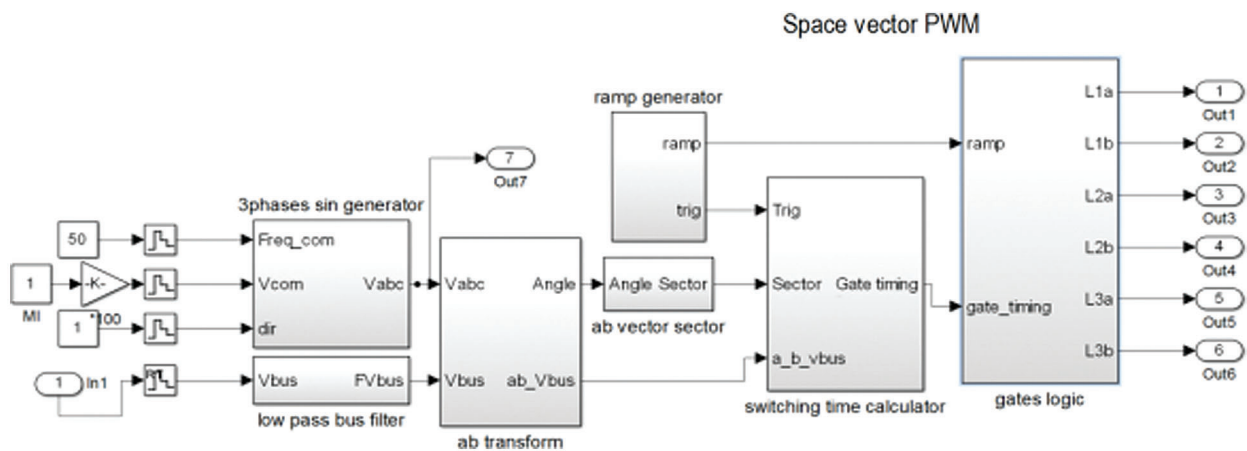 Space vector PWM
ramp generator
ramp
trig
7
Out7
3phases sin generator
50
Freq_com
1
-K-
MI
Vcom
Vabc
1
*100
dir
1
In1
Vbus
FVbus
low pass bus filter
Vabc
Angle
Vbus
ab_Vbus
ab transform
Angle Sector
ab vector sector
Trig
Sector
Gate timing
a_b_vbus
switching time calculator
ramp
gate_timing
L1a
L1b
L2a
L2b
L3a
L3b
gates logic
1
Out1
2
Out2
3
Out3
4
Out4
5
Out5
6
Out6